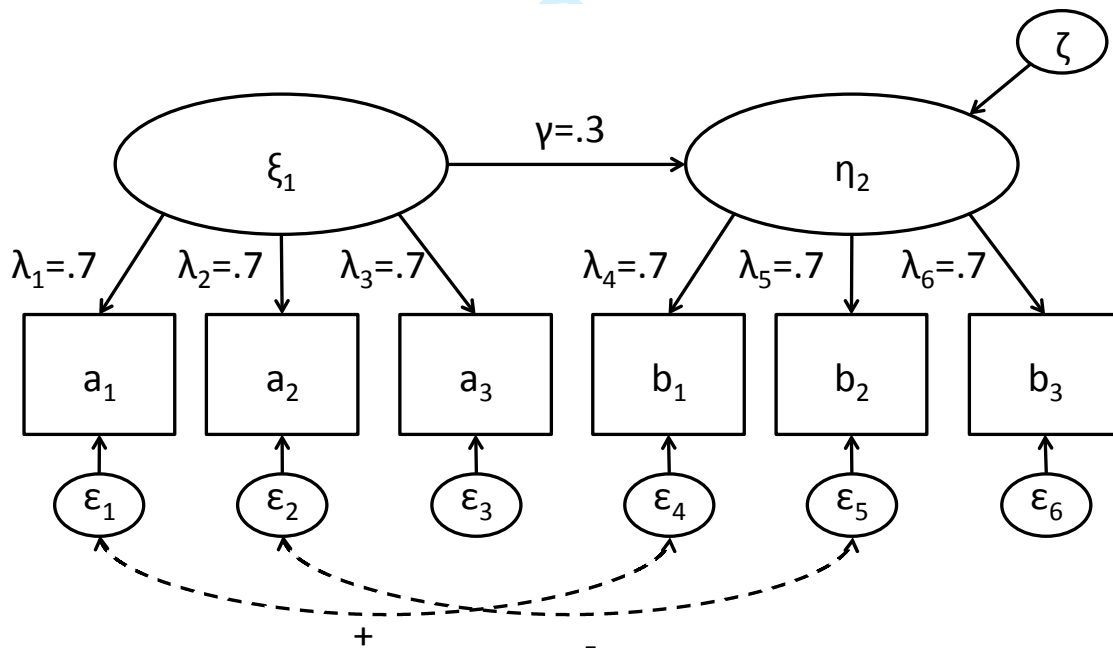 ζ
γ=.3
ξ₁
η₂
λ₁=.7
λ₂=.7
λ₃=.7
λ₄=.7
λ₅=.7
λ₆=.7
a₁
a₂
a₃
b₁
b₂
b₃
ε₁
ε₂
ε₃
ε₄
ε₅
ε₆
+
-